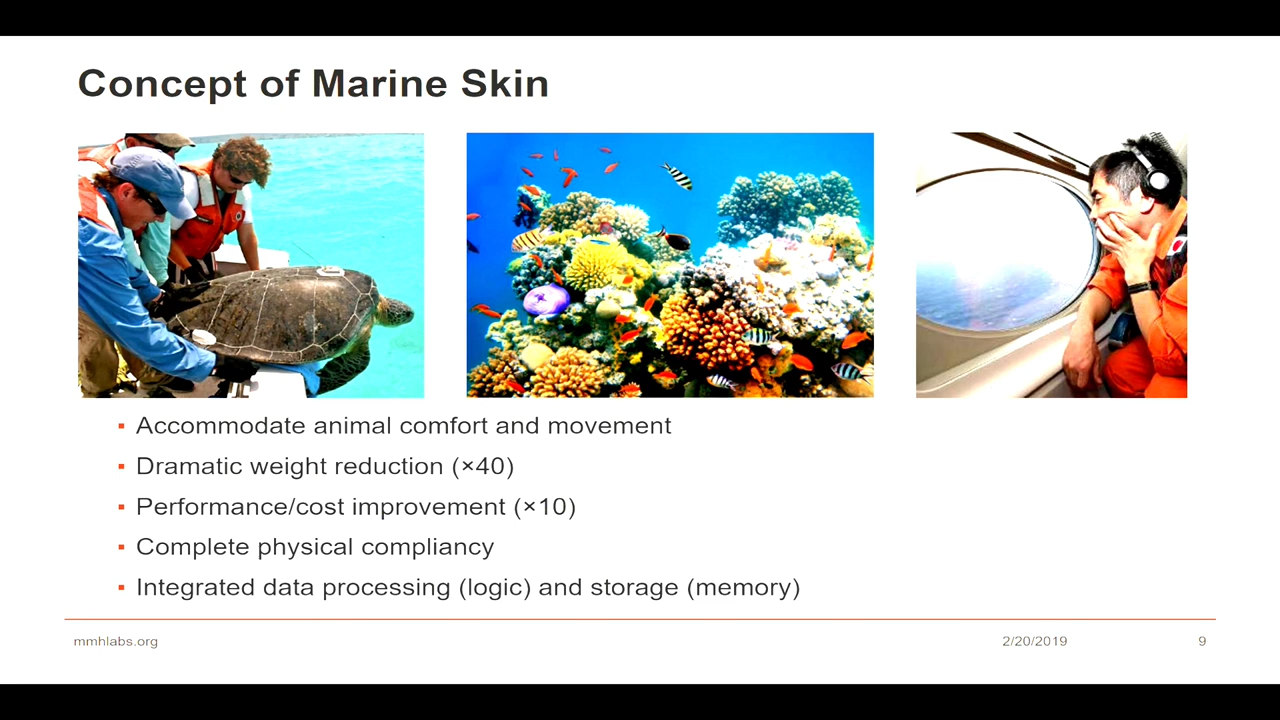 Concept of Marine Skin
Accommodate animal comfort and movement
Dramatic weight reduction (×40)
Performance/cost improvement (×10)
Complete physical compliancy
Integrated data processing (logic) and storage (memory)
mmhlabs.org 2/20/2019 9